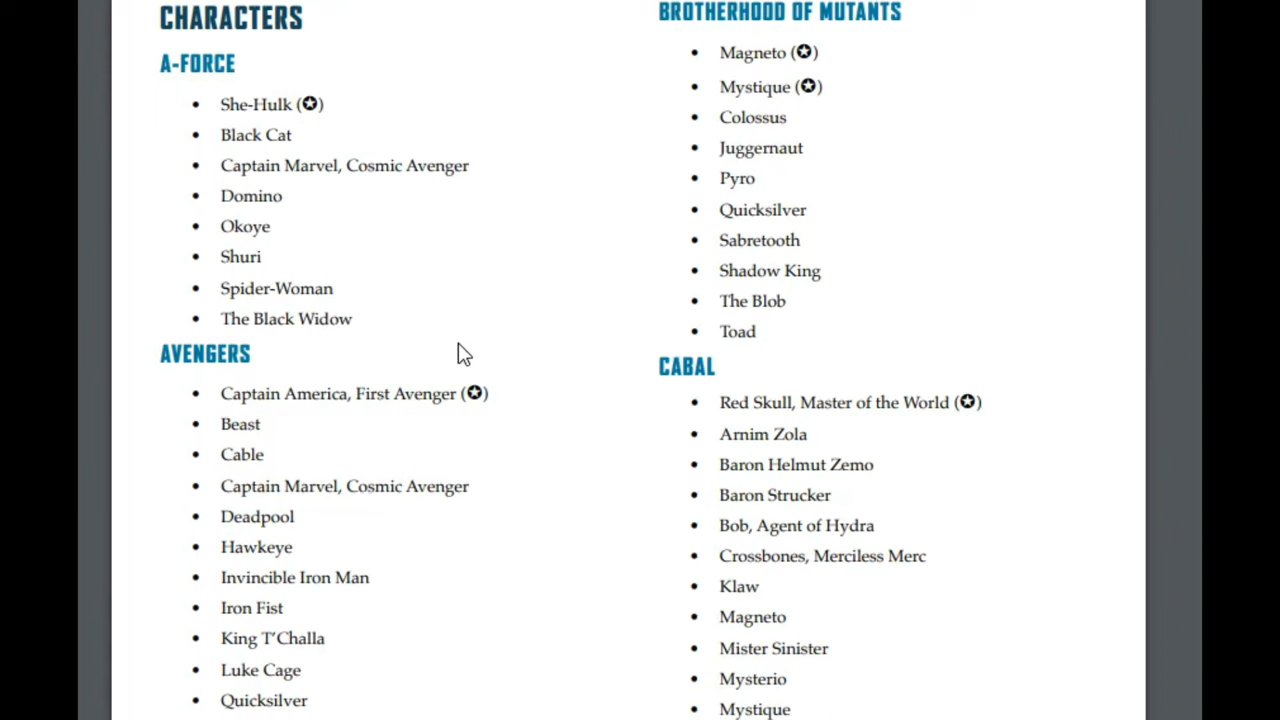 CHARACTERS
A-FORCE
• She-Hulk (✪)
• Black Cat
• Captain Marvel, Cosmic Avenger
• Domino
• Okoye
• Shuri
• Spider-Woman
• The Black Widow
AVENGERS
• Captain America, First Avenger (✪)
• Beast
• Cable
• Captain Marvel, Cosmic Avenger
• Deadpool
• Hawkeye
• Invincible Iron Man
• Iron Fist
• King T'Challa
• Luke Cage
• Quicksilver
BROTHERHOOD OF MUTANTS
• Magneto (✪)
• Mystique (✪)
• Colossus
• Juggernaut
• Pyro
• Quicksilver
• Sabretooth
• Shadow King
• The Blob
• Toad
CABAL
• Red Skull, Master of the World (✪)
• Arnim Zola
• Baron Helmut Zemo
• Baron Strucker
• Bob, Agent of Hydra
• Crossbones, Merciless Merc
• Klaw
• Magneto
• Mister Sinister
• Mysterio
• Mystique